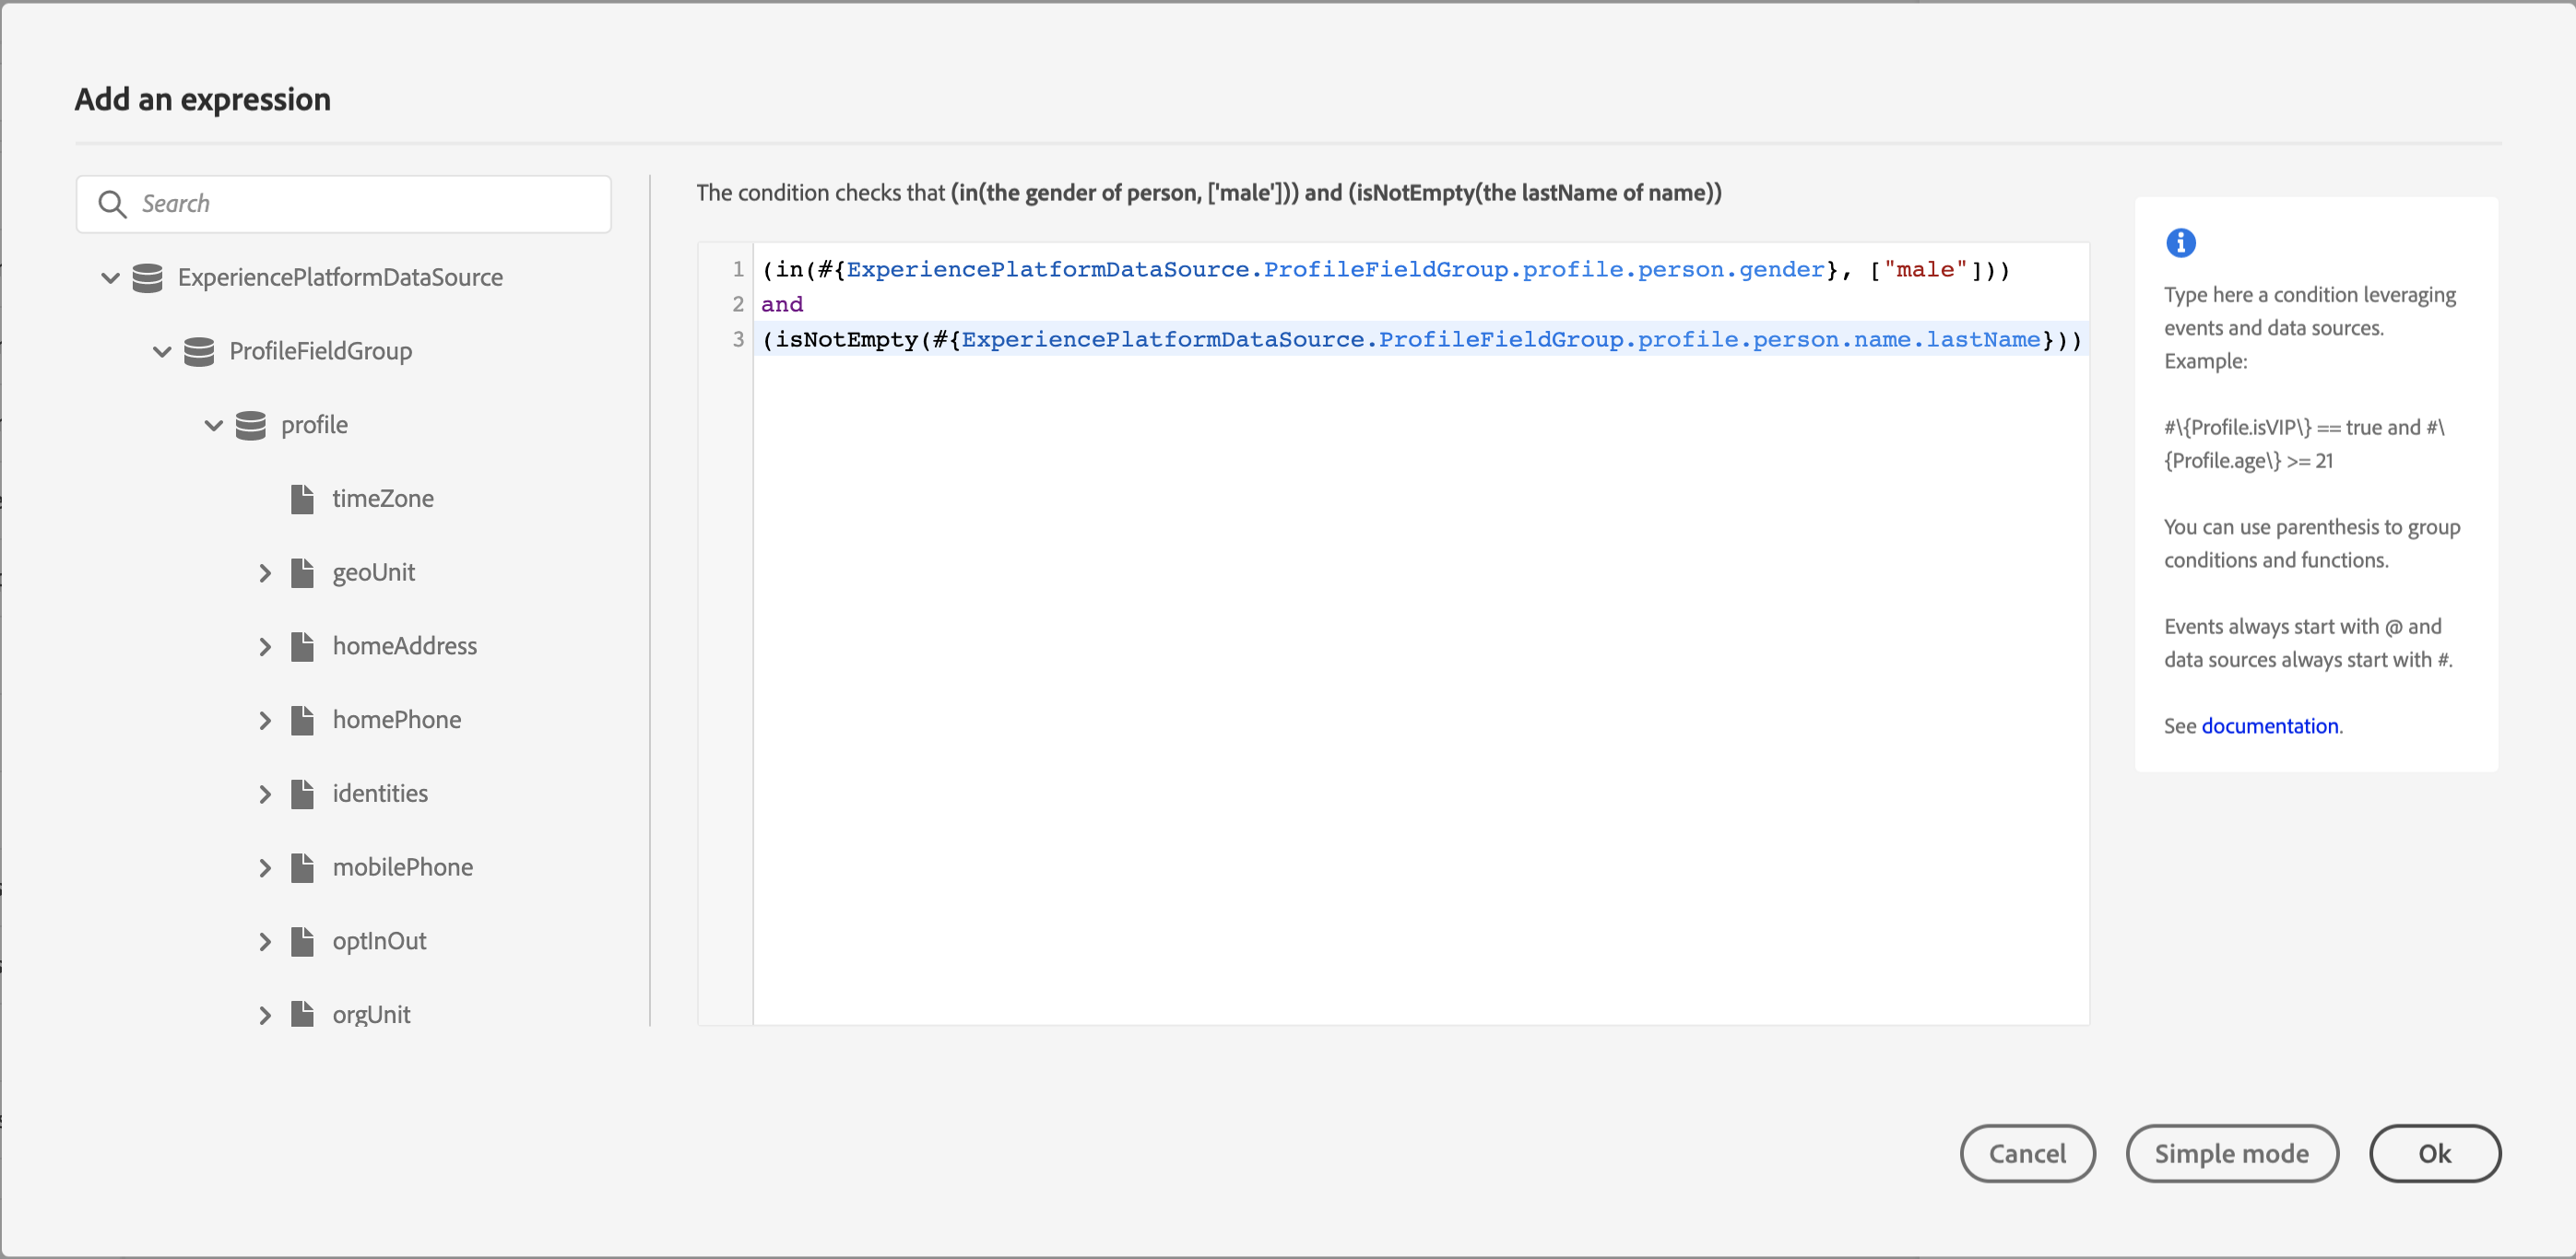 Add an expression
Search
ExperiencePlatformDataSource
ProfileFieldGroup
profile
timeZone
geoUnit
homeAddress
homePhone
identities
mobilePhone
optInOut
orgUnit
The condition checks that (in(the gender of person, ['male'])) and (isNotEmpty(the lastName of name))
1 (in(#{ExperiencePlatformDataSource.ProfileFieldGroup.profile.person.gender}, ["male"]))
2 and
3 (isNotEmpty(#{ExperiencePlatformDataSource.ProfileFieldGroup.profile.person.name.lastName}))
Type here a condition leveraging
events and data sources.
Example:
#\{Profile.isVIP\} == true and #\
{Profile.age\} >= 21
You can use parenthesis to group
conditions and functions.
Events always start with @ and
data sources always start with #.
See documentation.
Cancel
Simple mode
Ok